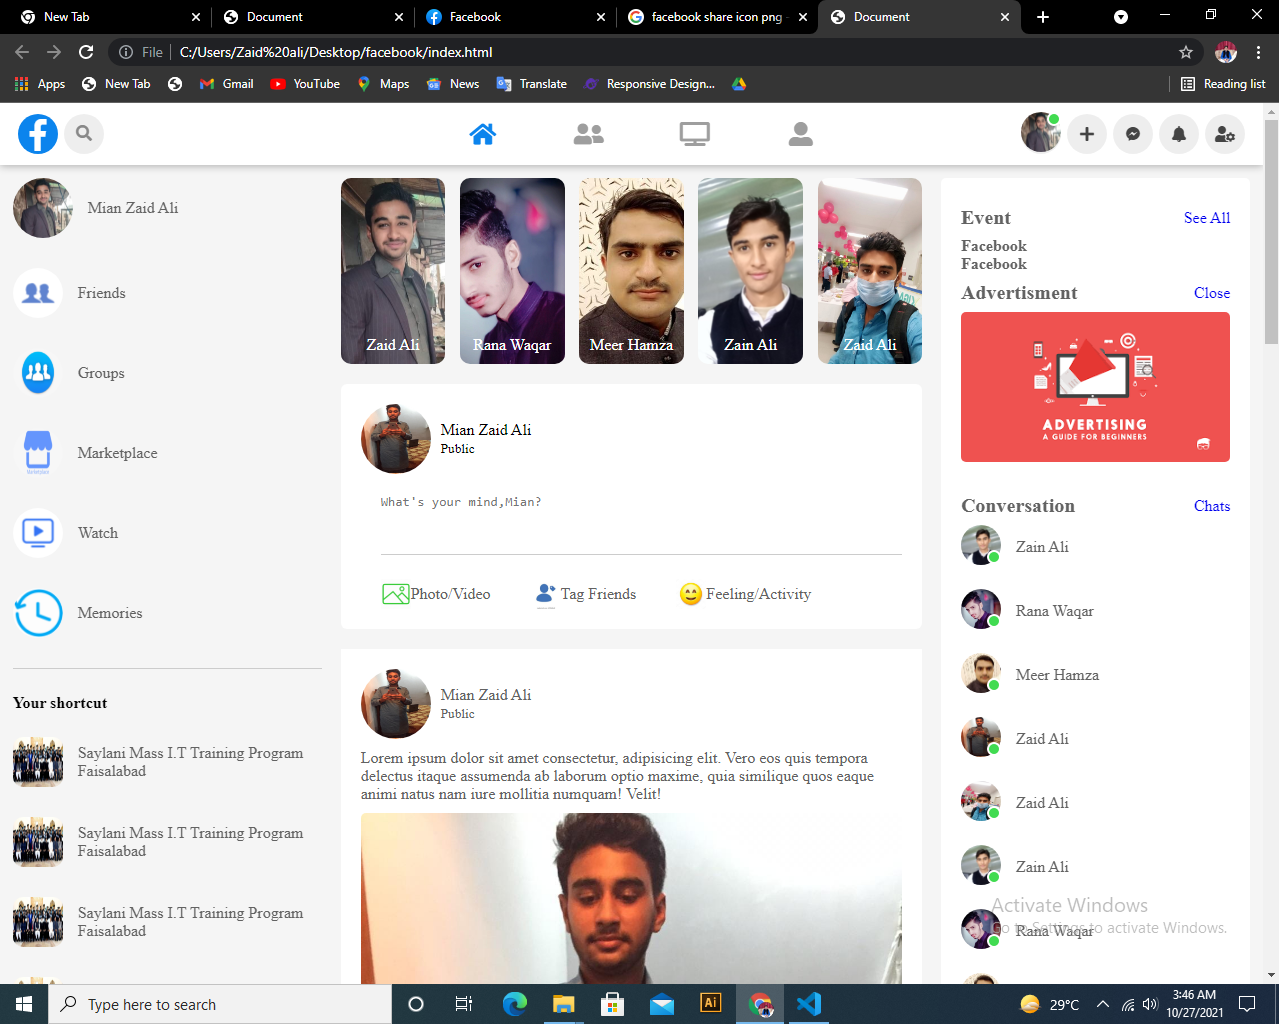 New Tab
Document
Facebook
facebook share icon png -
Document
File
C:/Users/Zaid%20ali/Desktop/facebook/index.html
Apps
New Tab
Gmail
YouTube
Maps
News
Translate
Responsive Design...
Reading list
Mian Zaid Ali
Friends
Groups
Marketplace
Watch
Memories
Your shortcut
Saylani Mass I.T Training Program
Faisalabad
Saylani Mass I.T Training Program
Faisalabad
Saylani Mass I.T Training Program
Faisalabad
Zaid Ali
Rana Waqar
Meer Hamza
Zain Ali
Zaid Ali
Mian Zaid Ali
Public
What's your mind,Mian?
Photo/Video
Tag Friends
Feeling/Activity
Mian Zaid Ali
Public
Lorem ipsum dolor sit amet consectetur, adipisicing elit. Vero eos quis tempora
delectus itaque assumenda ab laborum optio maxime, quia similique quos eaque
animi natus nam iure mollitia numquam! Velit!
Event
See All
Facebook
Facebook
Advertisment
Close
ADVERTISING
A GUIDE FOR BEGINNERS
Conversation
Chats
Zain Ali
Rana Waqar
Meer Hamza
Zaid Ali
Zaid Ali
Zain Ali
Rana Waqar
Activate Windows
Go to Settings to activate Windows.
Type here to search
Ai
29°C
3:46 AM
10/27/2021